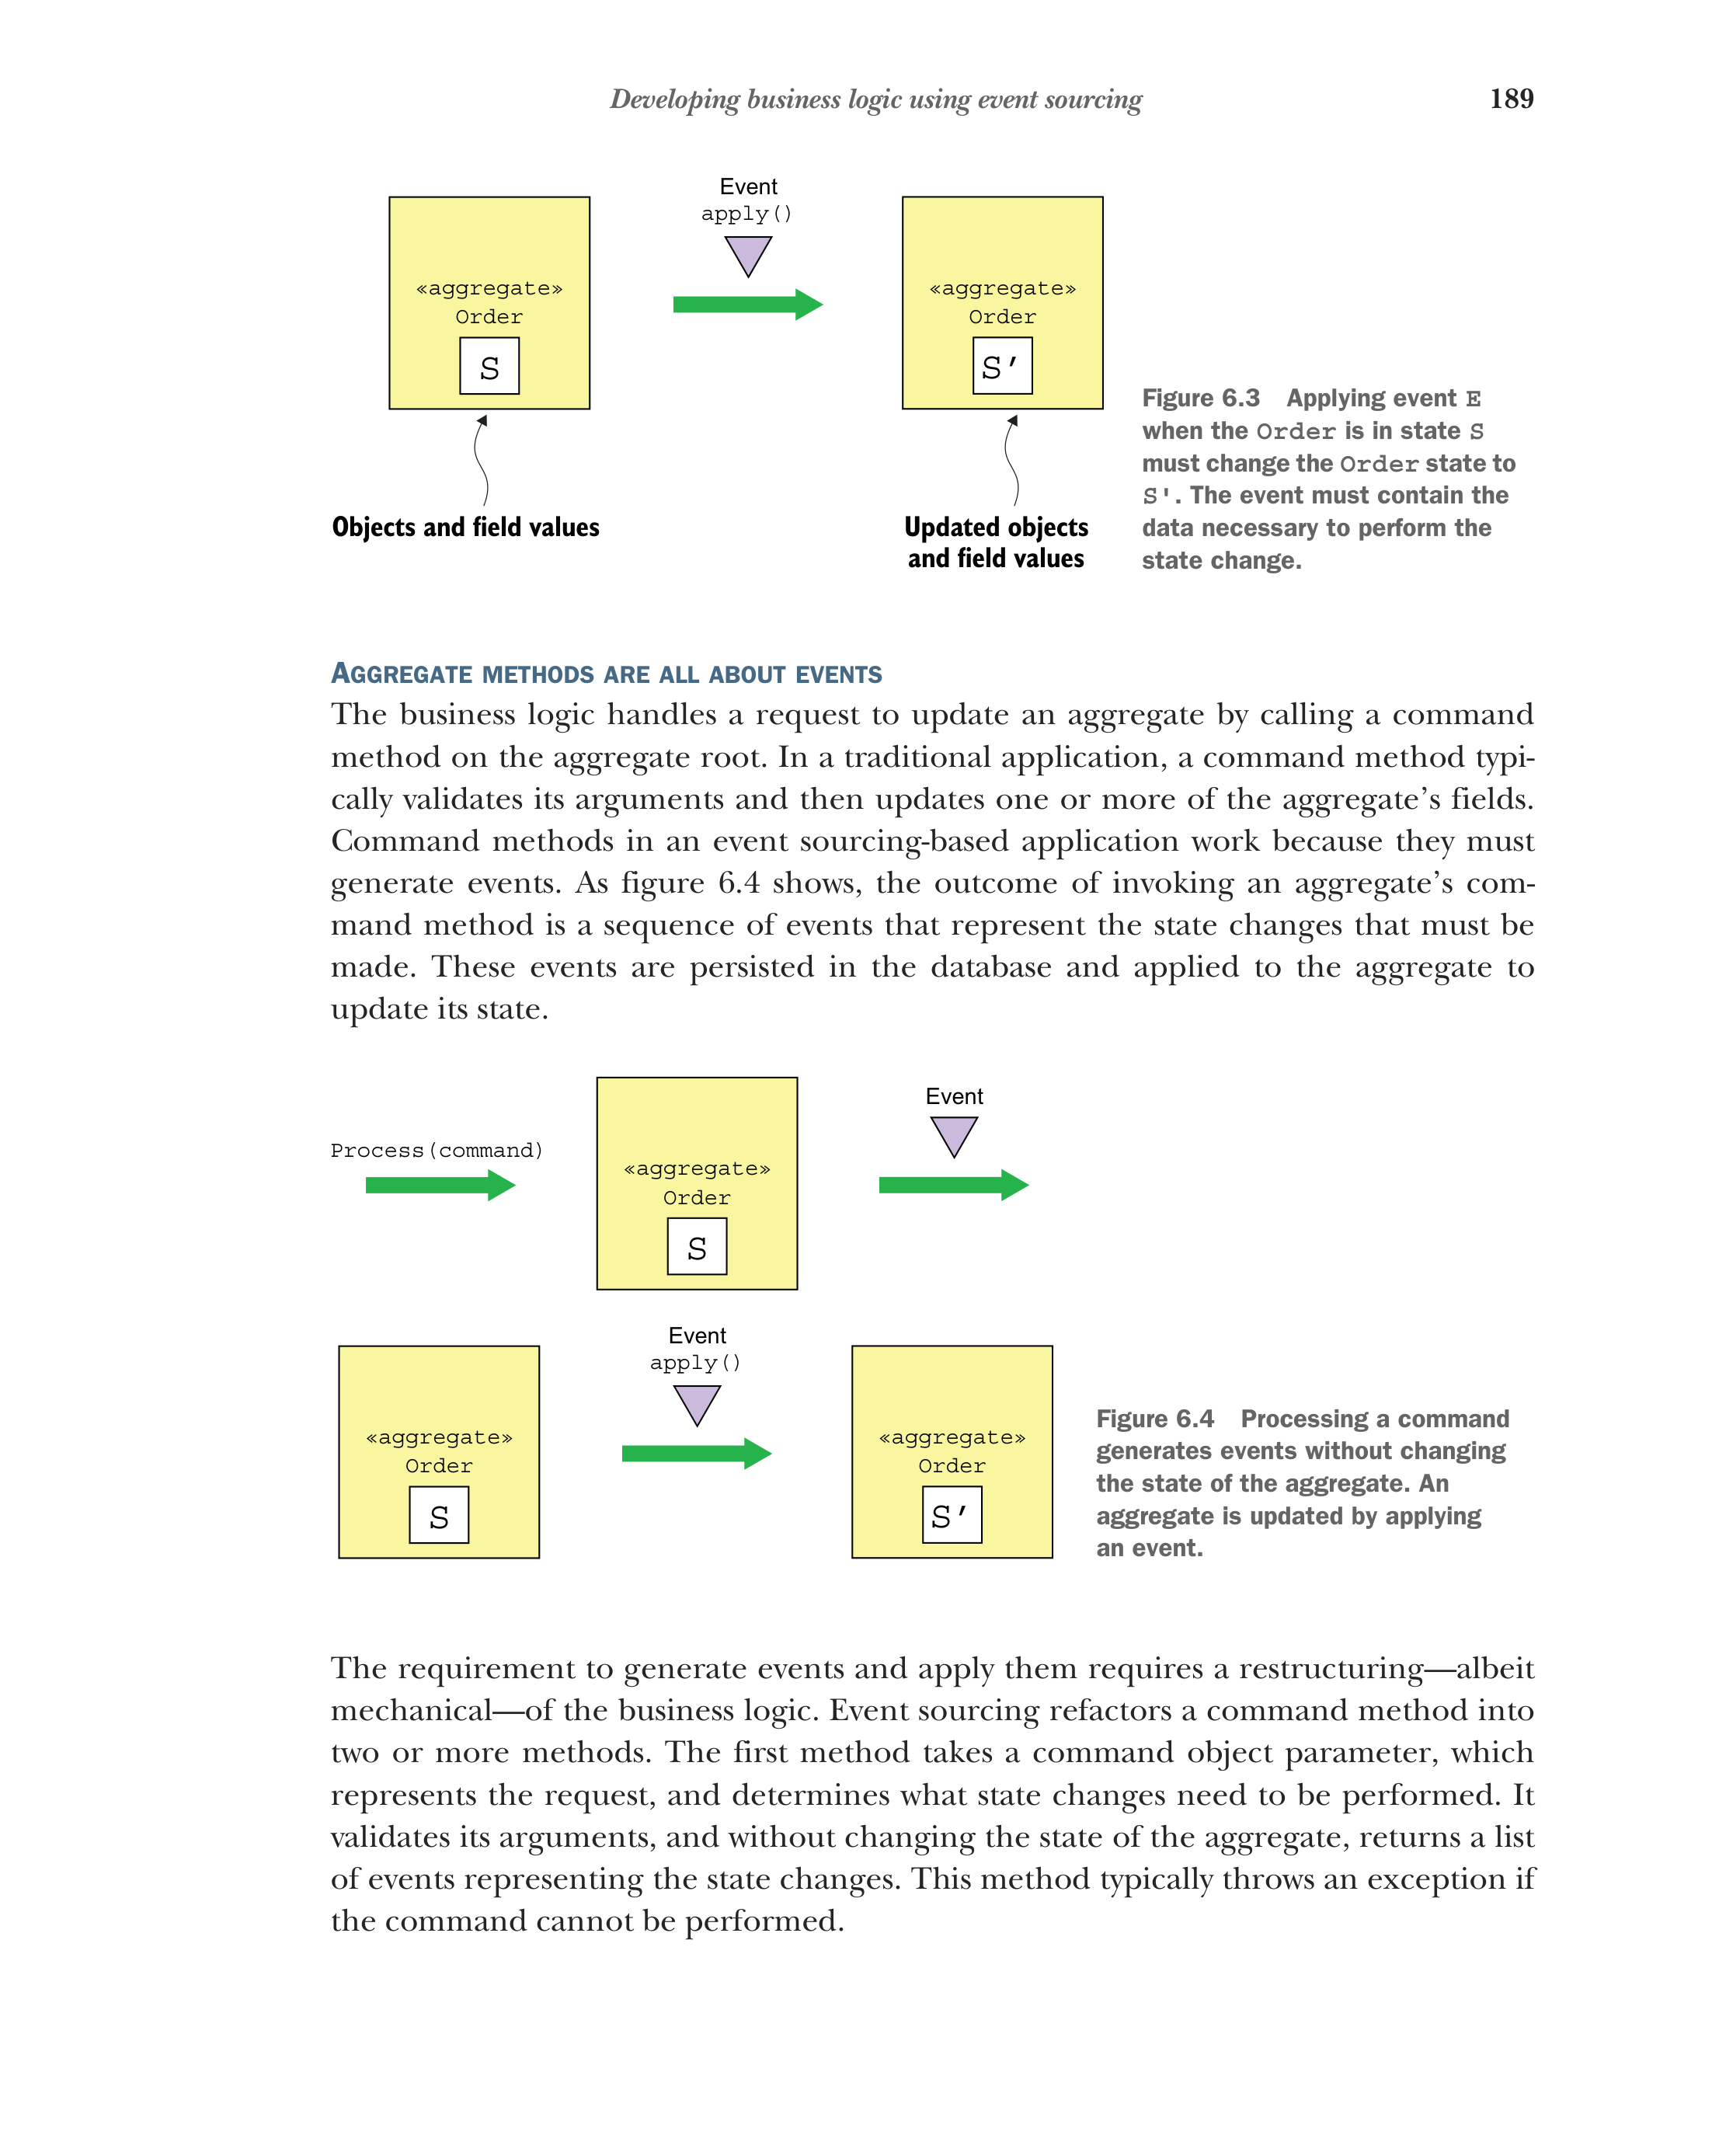 Developing business logic using event sourcing 189
Event
apply()
«aggregate»
Order
S
«aggregate»
Order
S′
Objects and field values
Updated objects
and field values
Figure 6.3 Applying event E
when the Order is in state S
must change the Order state to
S'. The event must contain the
data necessary to perform the
state change.
AGGREGATE METHODS ARE ALL ABOUT EVENTS
The business logic handles a request to update an aggregate by calling a command
method on the aggregate root. In a traditional application, a command method typi-
cally validates its arguments and then updates one or more of the aggregate’s fields.
Command methods in an event sourcing-based application work because they must
generate events. As figure 6.4 shows, the outcome of invoking an aggregate’s com-
mand method is a sequence of events that represent the state changes that must be
made. These events are persisted in the database and applied to the aggregate to
update its state.
Process(command)
«aggregate»
Order
S
Event
Event
apply()
«aggregate»
Order
S
«aggregate»
Order
S′
Figure 6.4 Processing a command
generates events without changing
the state of the aggregate. An
aggregate is updated by applying
an event.
The requirement to generate events and apply them requires a restructuring—albeit
mechanical—of the business logic. Event sourcing refactors a command method into
two or more methods. The first method takes a command object parameter, which
represents the request, and determines what state changes need to be performed. It
validates its arguments, and without changing the state of the aggregate, returns a list
of events representing the state changes. This method typically throws an exception if
the command cannot be performed.